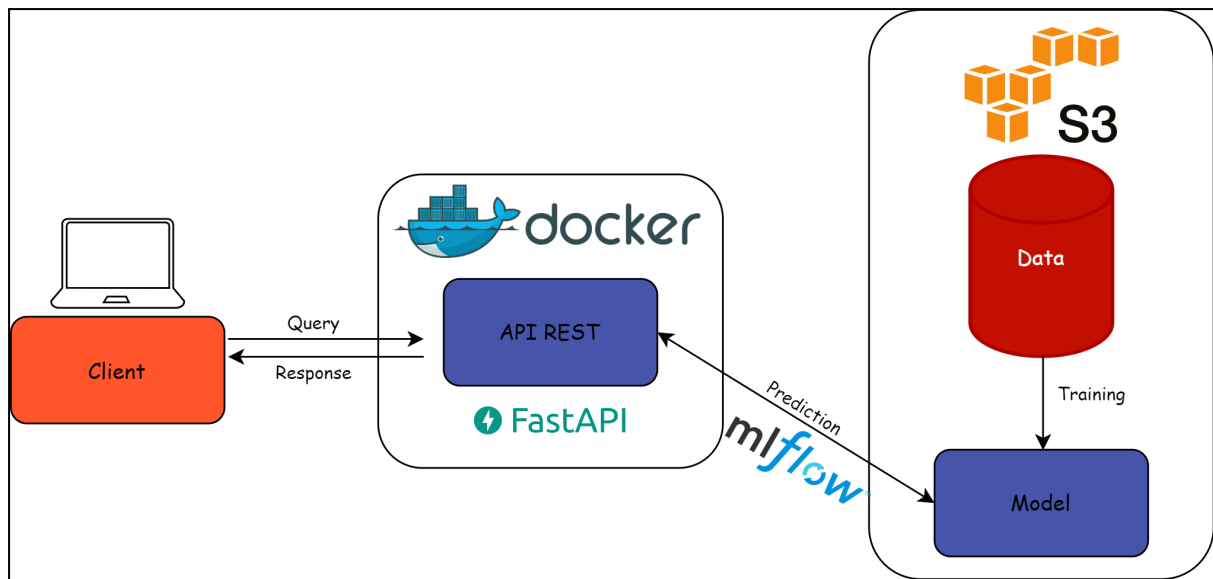 S3
docker
Data
Query
API REST
Client
Response
Prediction
Training
FastAPI
mlflow
Model